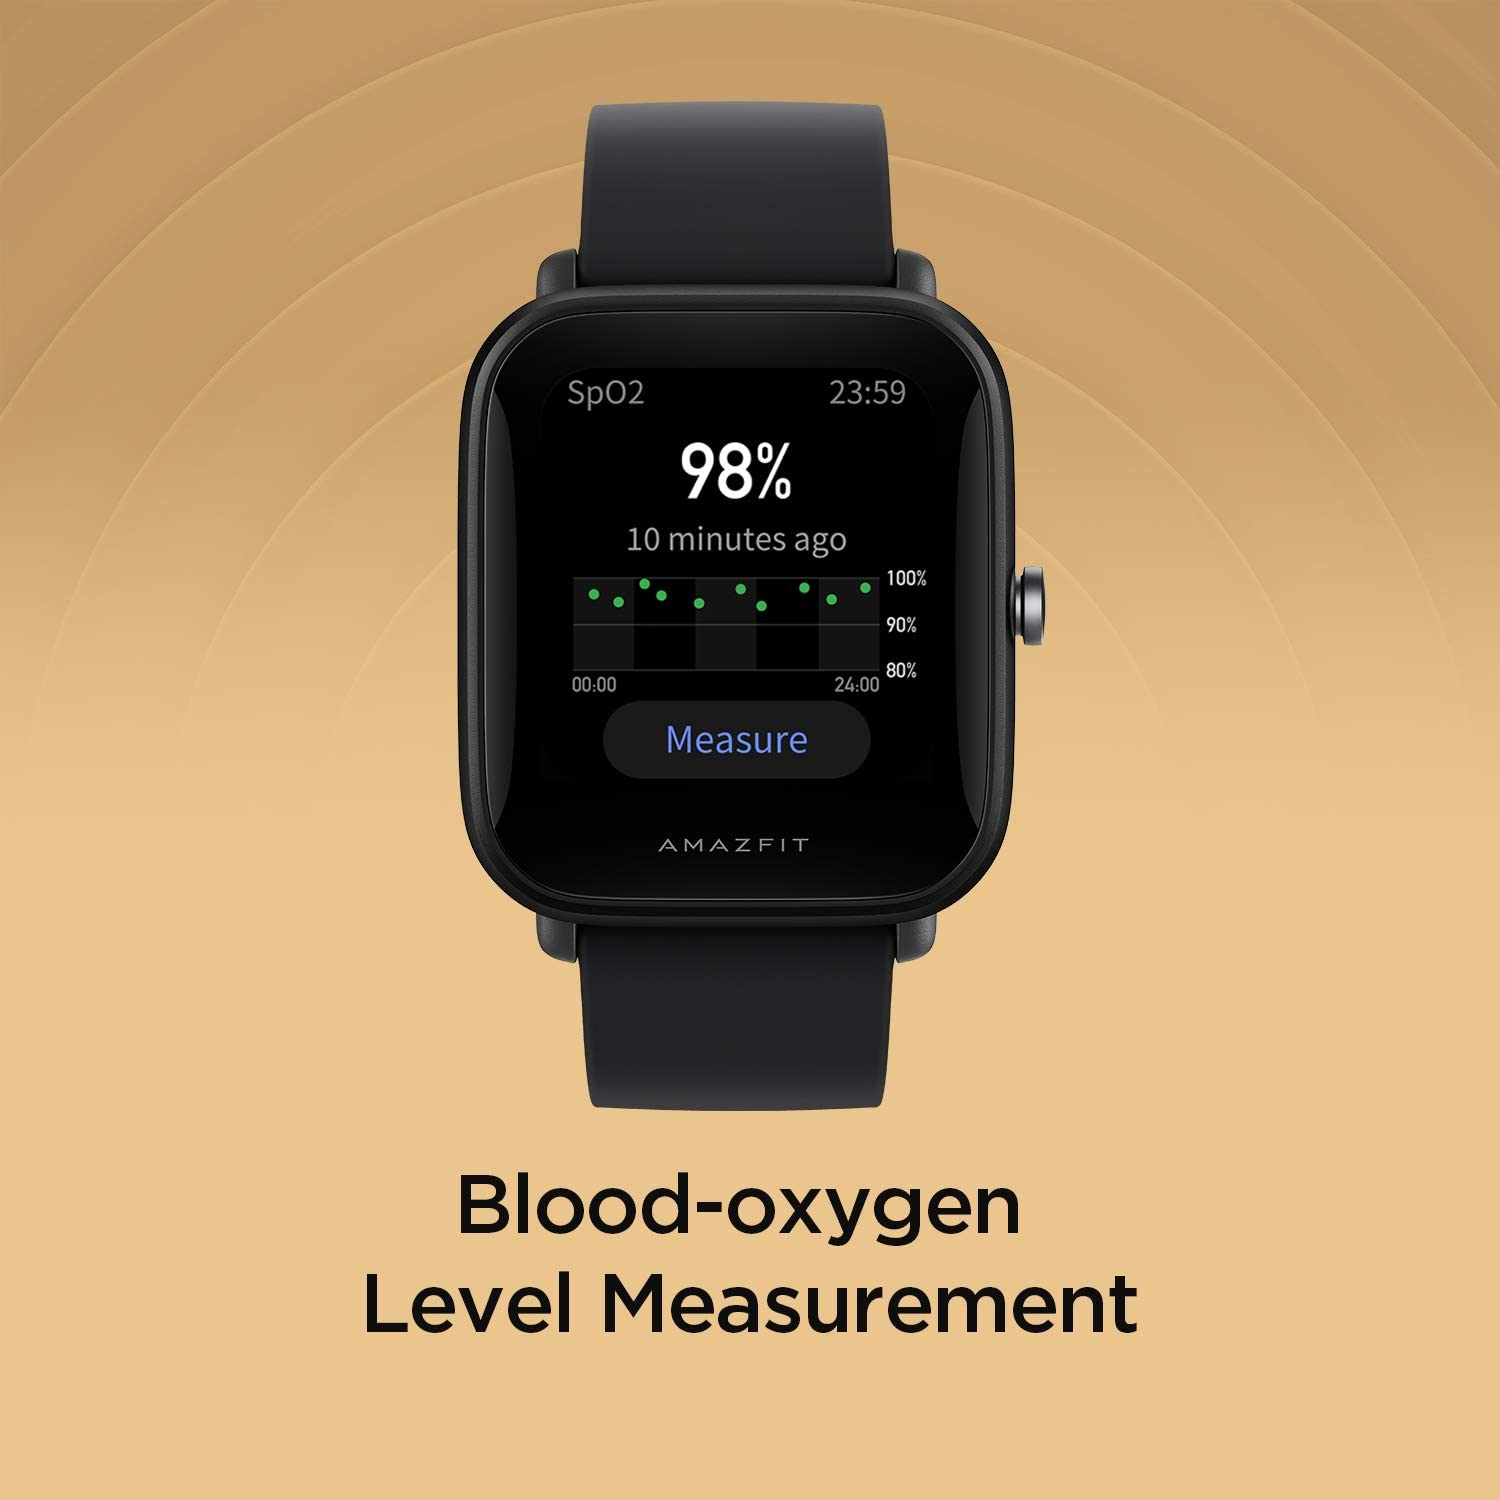 SpO2 23:59
98%
10 minutes ago
100%
90%
80%
00:00 24:00
Measure
AMAZFIT
Blood-oxygen
Level Measurement